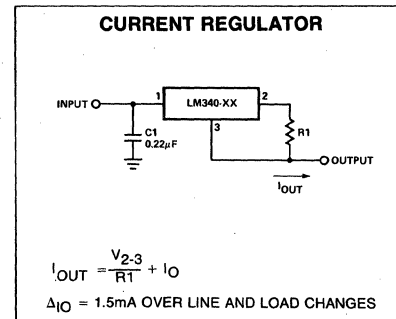 CURRENT REGULATOR
INPUT
1
LM340-XX
2
3
C1
0.22µF
R1
OUTPUT
IOUT
IOUT = V2-3 / R1 + IO
ΔIO = 1.5mA OVER LINE AND LOAD CHANGES